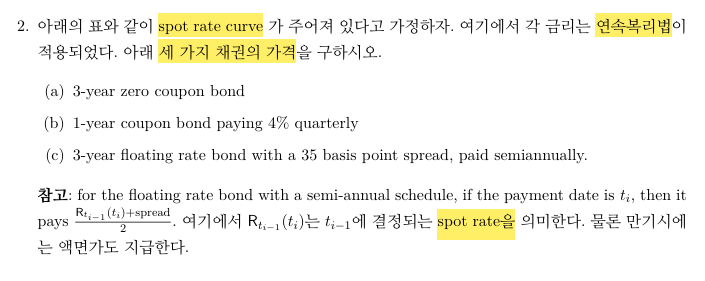 2. 아래의 표와 같이 spot rate curve 가 주어져 있다고 가정하자. 여기에서 각 금리는 연속복리법이
적용되었다. 아래 세 가지 채권의 가격을 구하시오.
(a) 3-year zero coupon bond
(b) 1-year coupon bond paying 4% quarterly
(c) 3-year floating rate bond with a 35 basis point spread, paid semiannually.
참고: for the floating rate bond with a semi-annual schedule, if the payment date is tᵢ, then it
pays (R_{t_{i−1}}(t_i)+spread)/2. 여기에서 R_{t_{i−1}}(t_i)는 t_{i−1}에 결정되는 spot rate을 의미한다. 물론 만기시에
는 액면가도 지급한다.